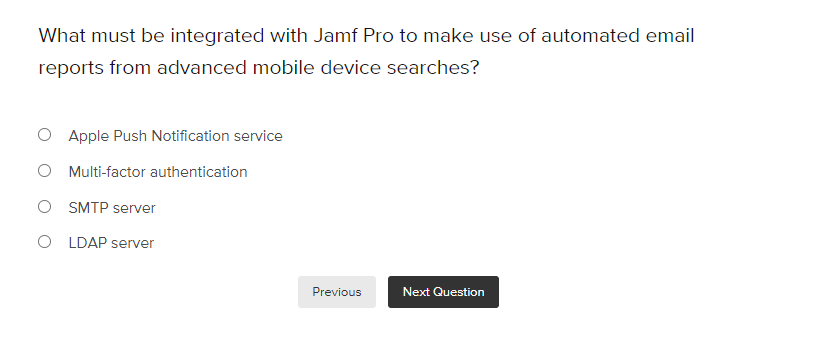 What must be integrated with Jamf Pro to make use of automated email
reports from advanced mobile device searches?
Apple Push Notification service
Multi-factor authentication
SMTP server
LDAP server
Previous
Next Question